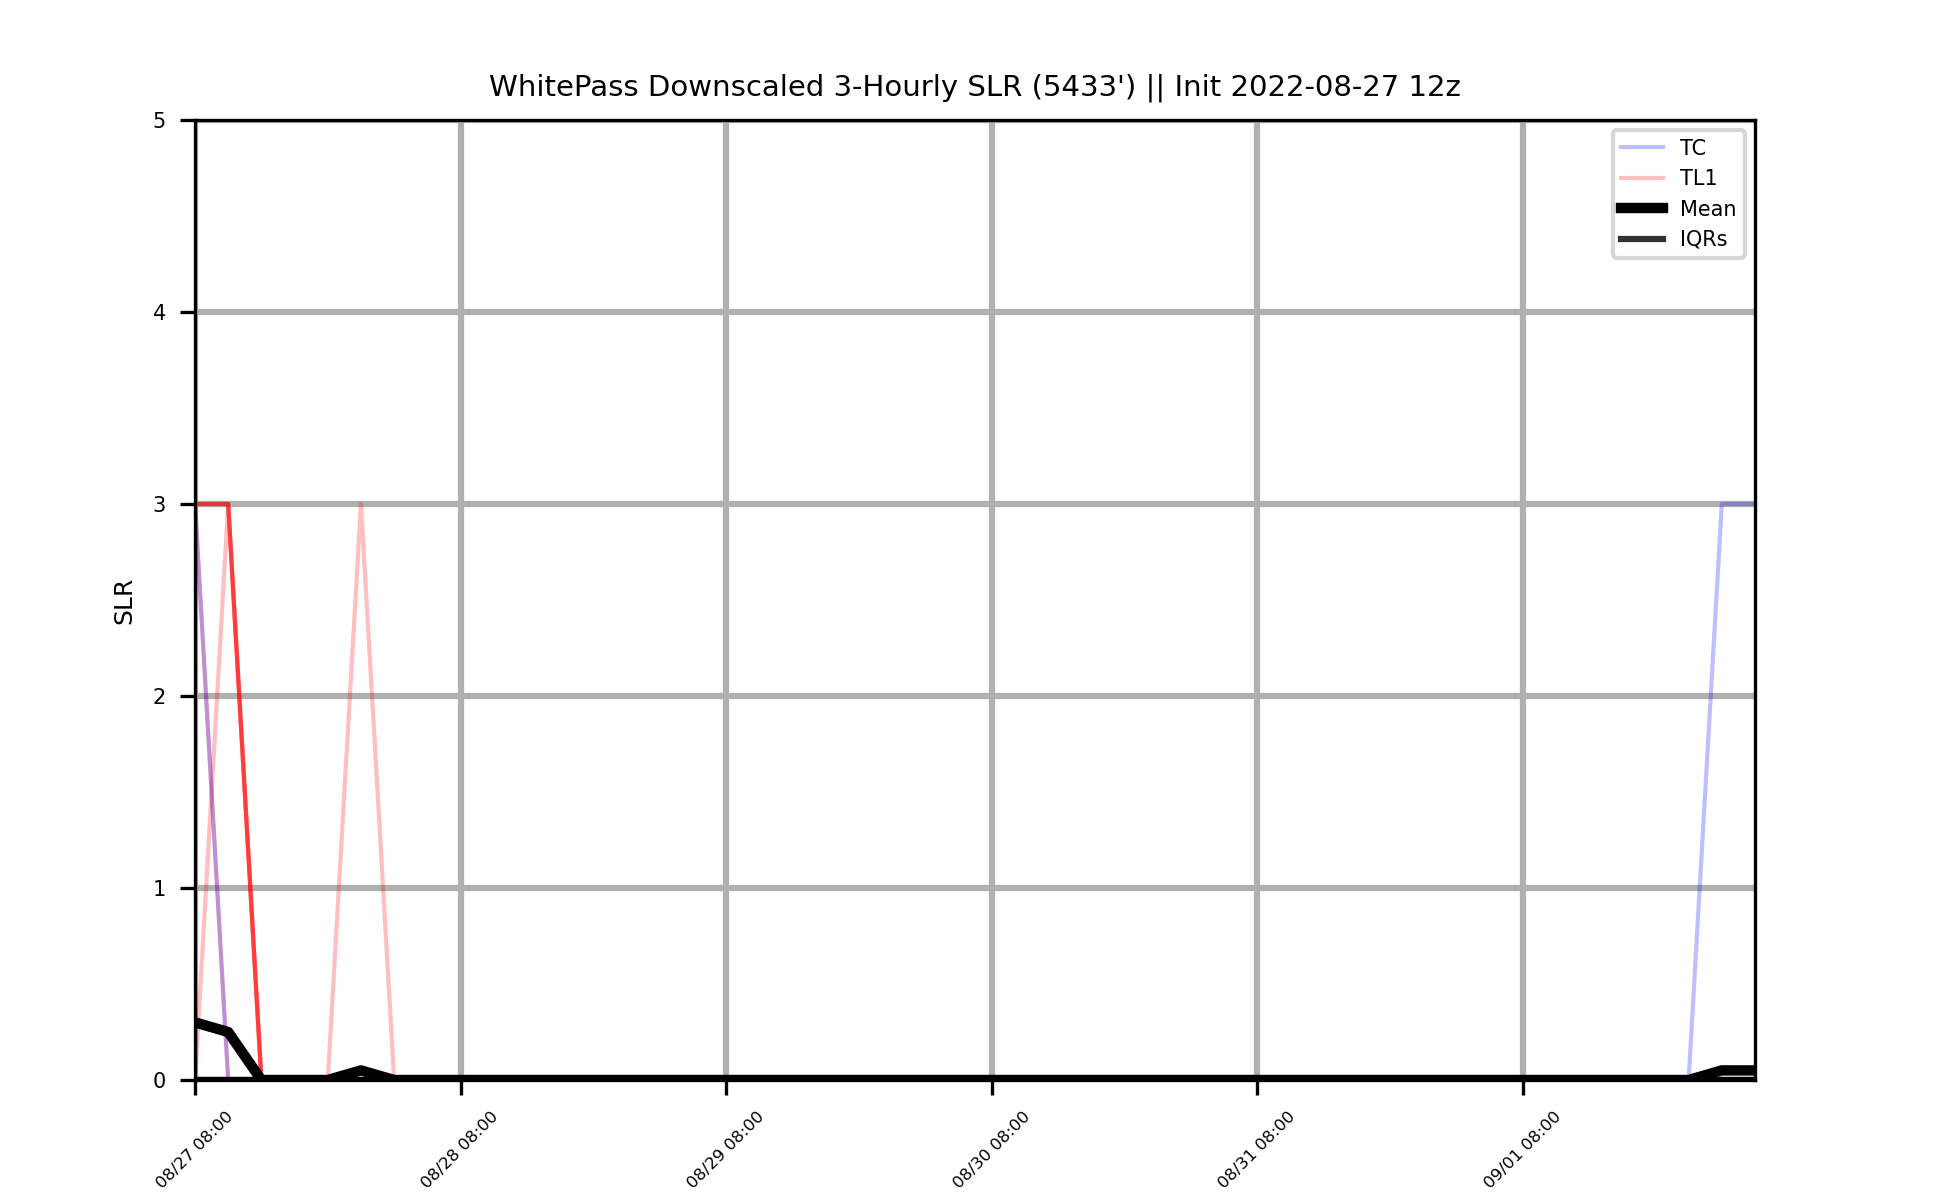 WhitePass Downscaled 3-Hourly SLR (5433') || Init 2022-08-27 12z
TC
TL1
Mean
IQRs
SLR
5
4
3
2
1
0
08/27 08:00
08/28 08:00
08/29 08:00
08/30 08:00
08/31 08:00
09/01 08:00